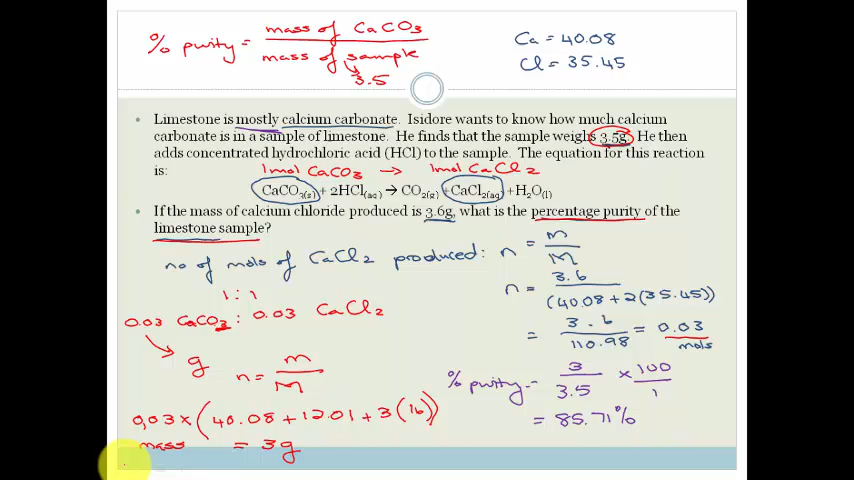 % purity = mass of CaCO3 / mass of sample
3.5
Ca = 40.08
Cl = 35.45
• Limestone is mostly calcium carbonate. Isidore wants to know how much calcium
carbonate is in a sample of limestone. He finds that the sample weighs 3.5g. He then
adds concentrated hydrochloric acid (HCl) to the sample. The equation for this reaction
is: 1mol CaCO3 → 1mol CaCl2
CaCO3(s) + 2HCl(aq) → CO2(g) +CaCl2(aq) +H2O(l)
• If the mass of calcium chloride produced is 3.6g, what is the percentage purity of the
limestone sample?
no of mols of CaCl2 produced: n = m / M
n = 3.6 / (40.08 + 2(35.45))
= 3.6 / 110.98 = 0.03 mols
1 : 1
0.03 CaCO3 : 0.03 CaCl2
g
n = m / M
0,03 × (40.08 + 12.01 + 3(16))
mass = 3g
% purity = 3 / 3.5 × 100 / 1
= 85.71%